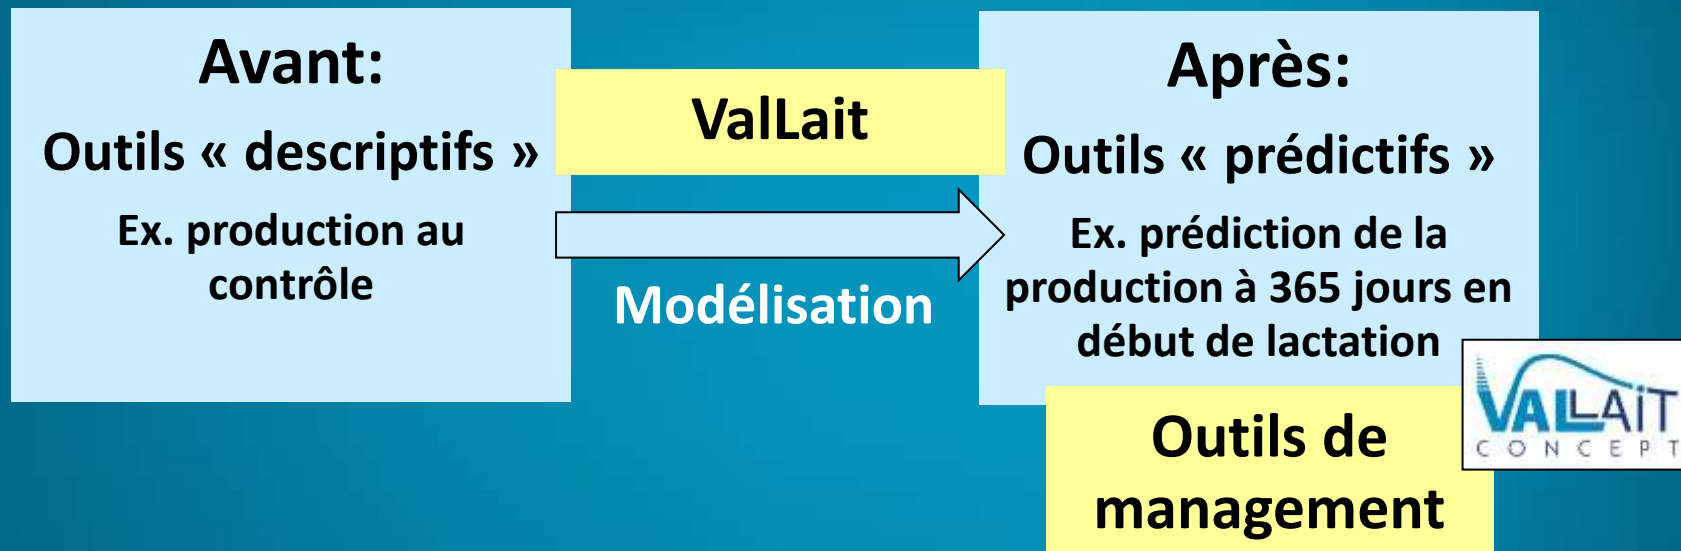 Avant:
Outils « descriptifs »
Ex. production au
contrôle
ValLait
Modélisation
Après:
Outils « prédictifs »
Ex. prédiction de la
production à 365 jours en
début de lactation
Outils de
management
VALLAiT
CONCEPT